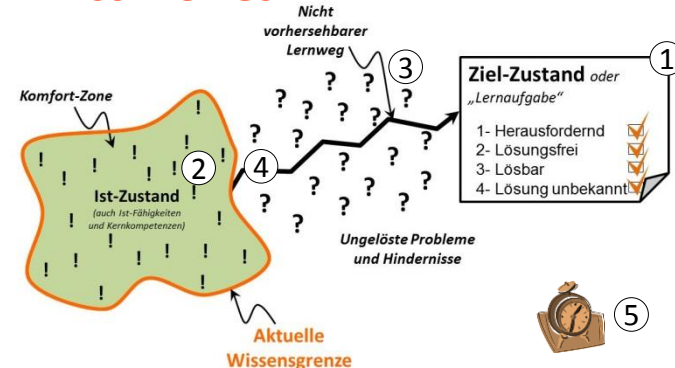 Nicht
vorhersehbarer
Lernweg
1
3
Ziel-Zustand oder
„Lernaufgabe“
1- Herausfordernd
2- Lösungsfrei
3- Lösbar
4- Lösung unbekannt
Komfort-Zone
2
4
Ist-Zustand
(auch Ist-Fähigkeiten
und Kernkompetenzen)
Ungelöste Probleme
und Hindernisse
5
Aktuelle
Wissensgrenze